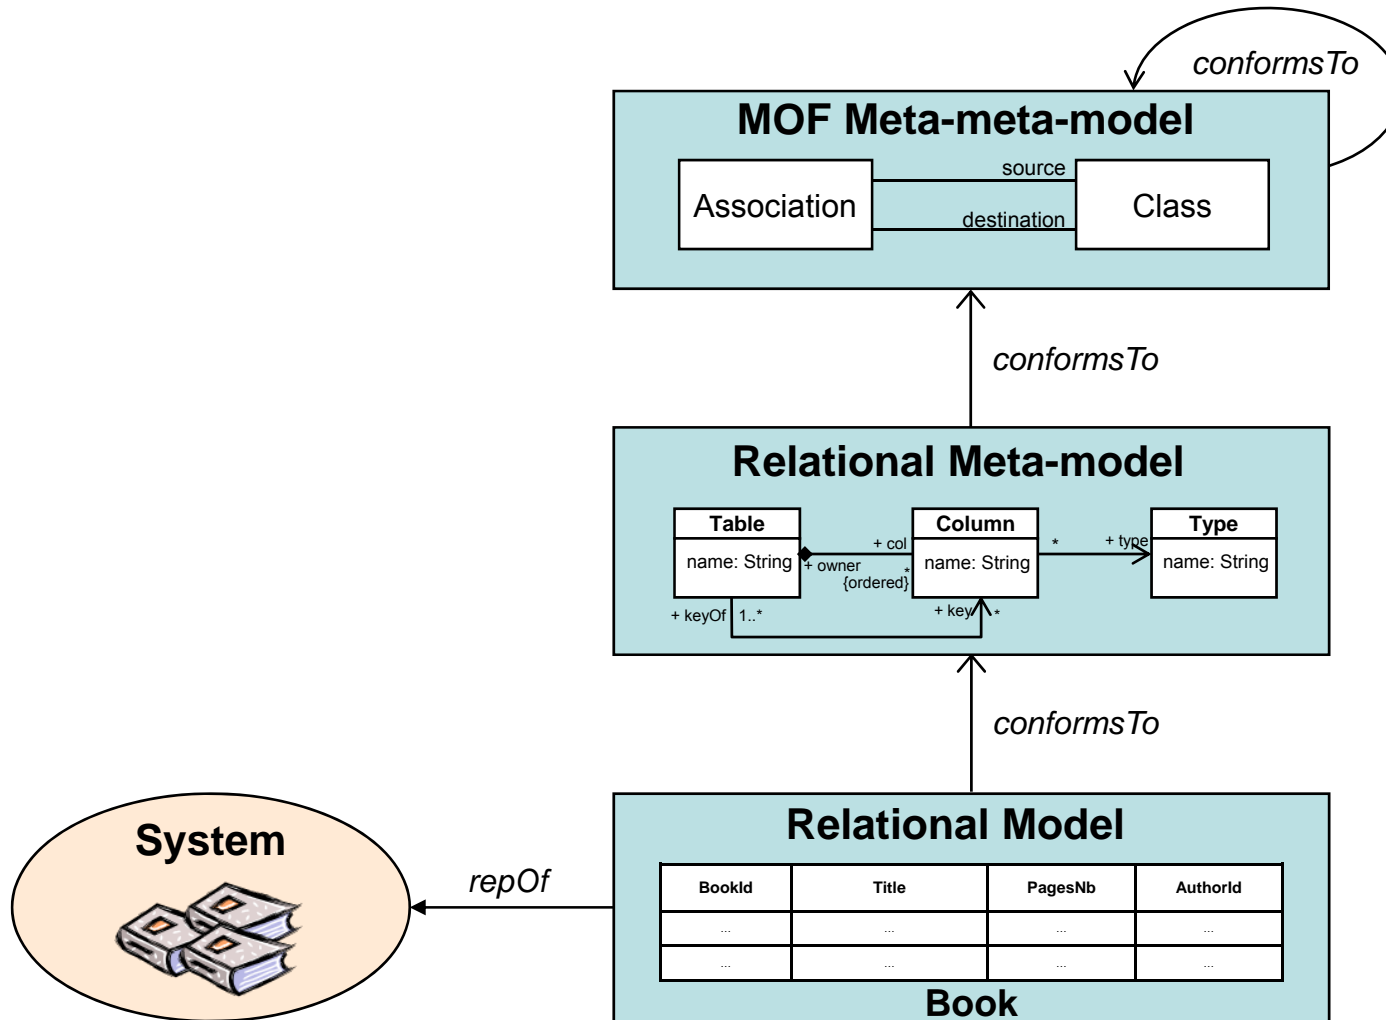 conformsTo
MOF Meta-meta-model
Association
source
destination
Class
conformsTo
Relational Meta-model
Table
name: String
+ owner
+ col
*
{ordered}
Column
name: String
*
+ type
Type
name: String
+ keyOf
1..*
+ key
*
conformsTo
System
repOf
Relational Model
BookId Title PagesNb AuthorId
... ... ... ...
... ... ... ...
Book